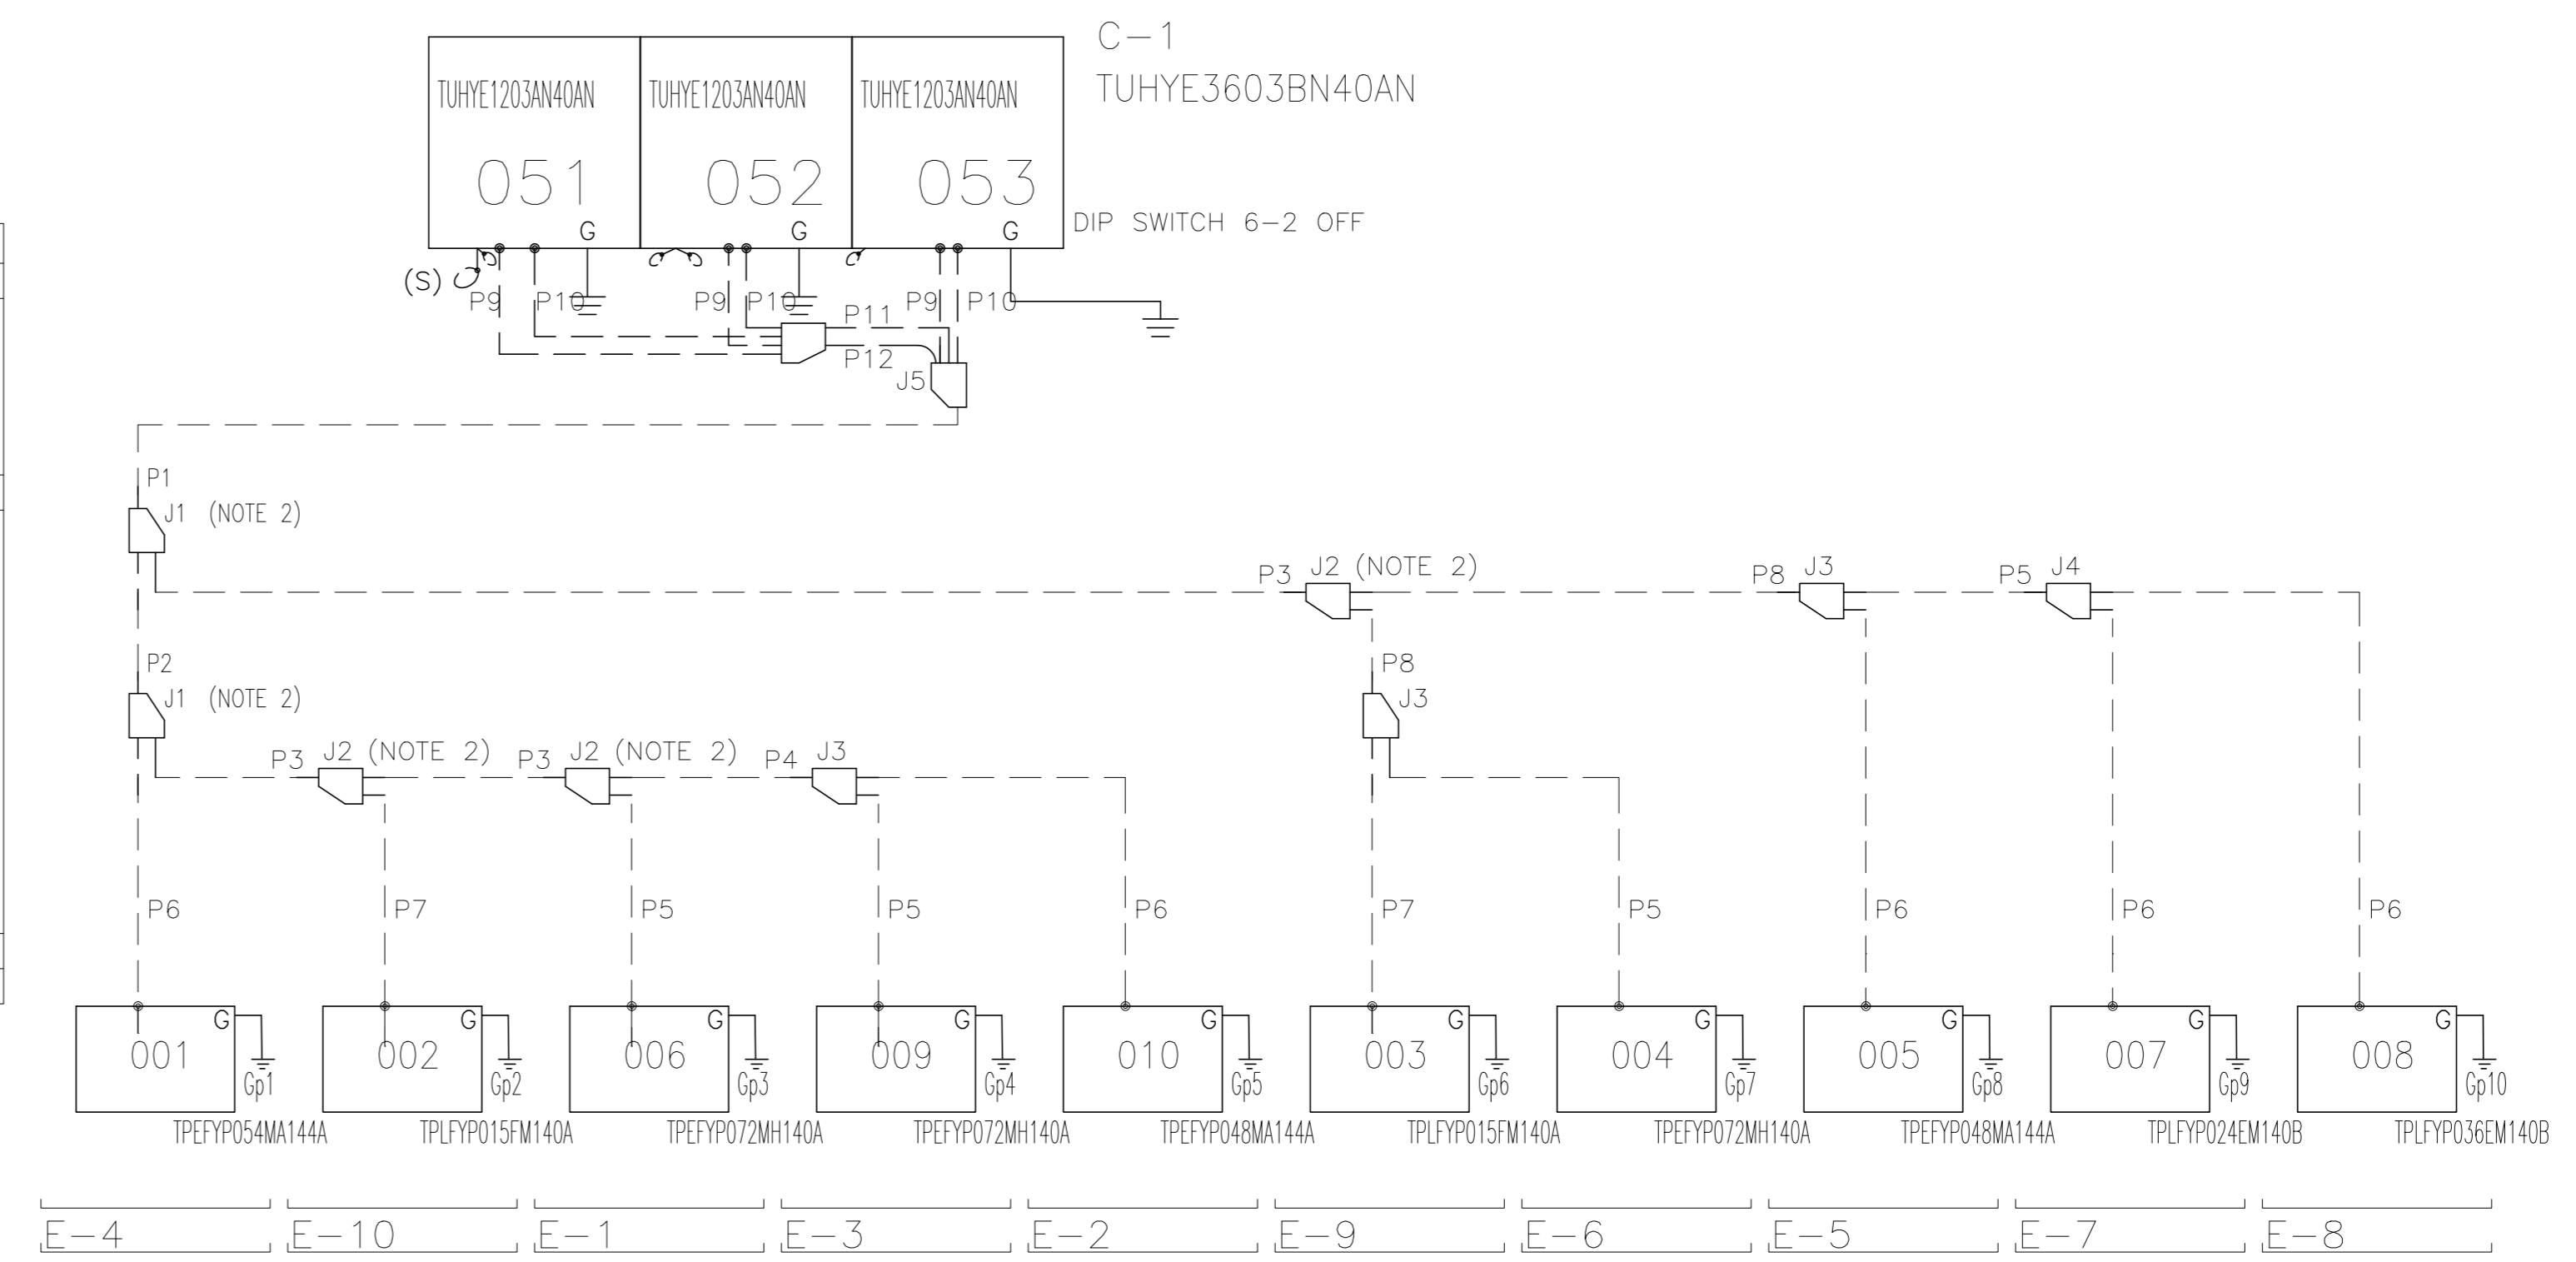 C-1
TUHYE3603BN40AN
TUHYE1203AN40AN
TUHYE1203AN40AN
TUHYE1203AN40AN
051
052
053
G
G
G
DIP SWITCH 6-2 OFF
(S)
P9
P10
P9
P10
P9
P10
P11
P12
J5
P1
J1 (NOTE 2)
P3
J2 (NOTE 2)
P8
J3
P5
J4
P2
J1 (NOTE 2)
P8
J3
P3
J2 (NOTE 2)
P3
J2 (NOTE 2)
P4
J3
P6
P7
P5
P5
P6
P7
P5
P6
P6
P6
G
G
G
G
G
G
G
G
G
G
001
002
006
009
010
003
004
005
007
008
Gp1
Gp2
Gp3
Gp4
Gp5
Gp6
Gp7
Gp8
Gp9
Gp10
TPEFYP054MA144A
TPLFYP015FM140A
TPEFYP072MH140A
TPEFYP072MH140A
TPEFYP048MA144A
TPLFYP015FM140A
TPEFYP072MH140A
TPEFYP048MA144A
TPLFYP024EM140B
TPLFYP036EM140B
E-4
E-10
E-1
E-3
E-2
E-9
E-6
E-5
E-7
E-8